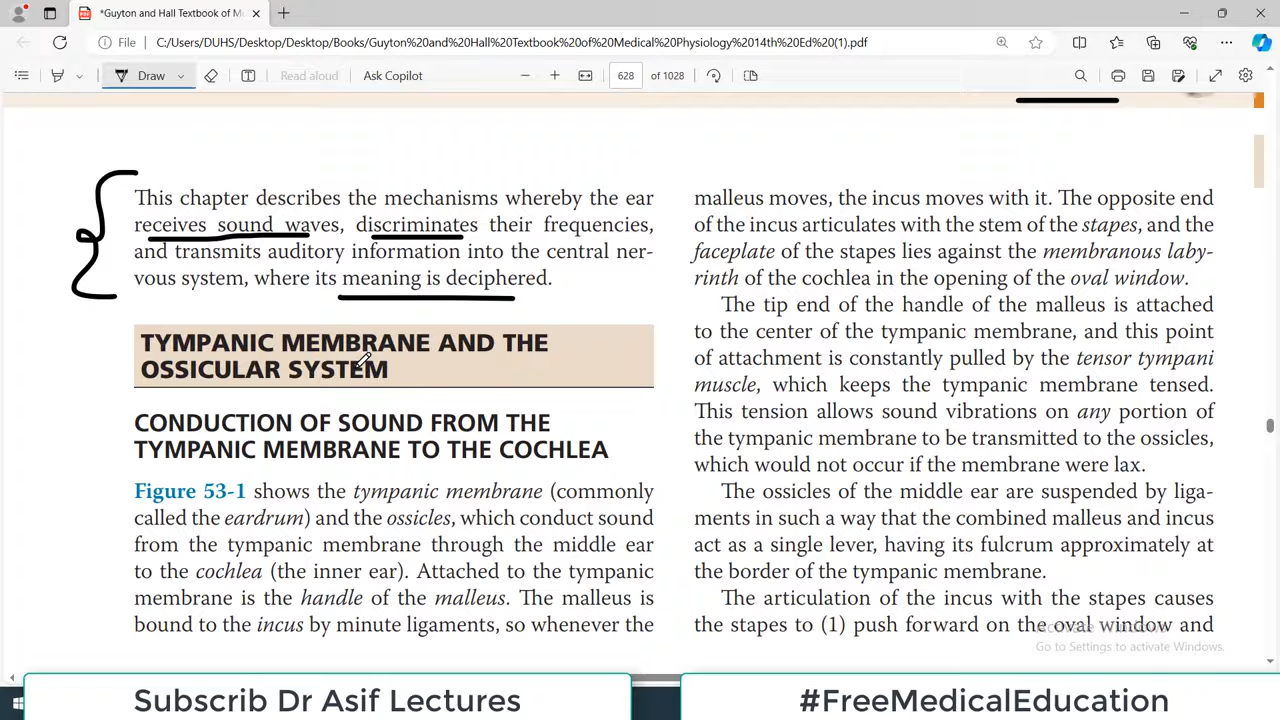 *Guyton and Hall Textbook of Me
File
C:/Users/DUHS/Desktop/Desktop/Books/Guyton%20and%20Hall%20Textbook%20of%20Medical%20Physiology%2014th%20Ed%20(1).pdf
Draw
Read aloud
Ask Copilot
628 of 1028
This chapter describes the mechanisms whereby the ear
receives sound waves, discriminates their frequencies,
and transmits auditory information into the central ner-
vous system, where its meaning is deciphered.
TYMPANIC MEMBRANE AND THE
OSSICULAR SYSTEM
CONDUCTION OF SOUND FROM THE
TYMPANIC MEMBRANE TO THE COCHLEA
Figure 53-1 shows the tympanic membrane (commonly
called the eardrum) and the ossicles, which conduct sound
from the tympanic membrane through the middle ear
to the cochlea (the inner ear). Attached to the tympanic
membrane is the handle of the malleus. The malleus is
bound to the incus by minute ligaments, so whenever the
malleus moves, the incus moves with it. The opposite end
of the incus articulates with the stem of the stapes, and the
faceplate of the stapes lies against the membranous laby-
rinth of the cochlea in the opening of the oval window.
The tip end of the handle of the malleus is attached
to the center of the tympanic membrane, and this point
of attachment is constantly pulled by the tensor tympani
muscle, which keeps the tympanic membrane tensed.
This tension allows sound vibrations on any portion of
the tympanic membrane to be transmitted to the ossicles,
which would not occur if the membrane were lax.
The ossicles of the middle ear are suspended by liga-
ments in such a way that the combined malleus and incus
act as a single lever, having its fulcrum approximately at
the border of the tympanic membrane.
The articulation of the incus with the stapes causes
the stapes to (1) push forward on the oval window and
Activate Windows
Go to Settings to activate Windows.
Subscrib Dr Asif Lectures
#FreeMedicalEducation